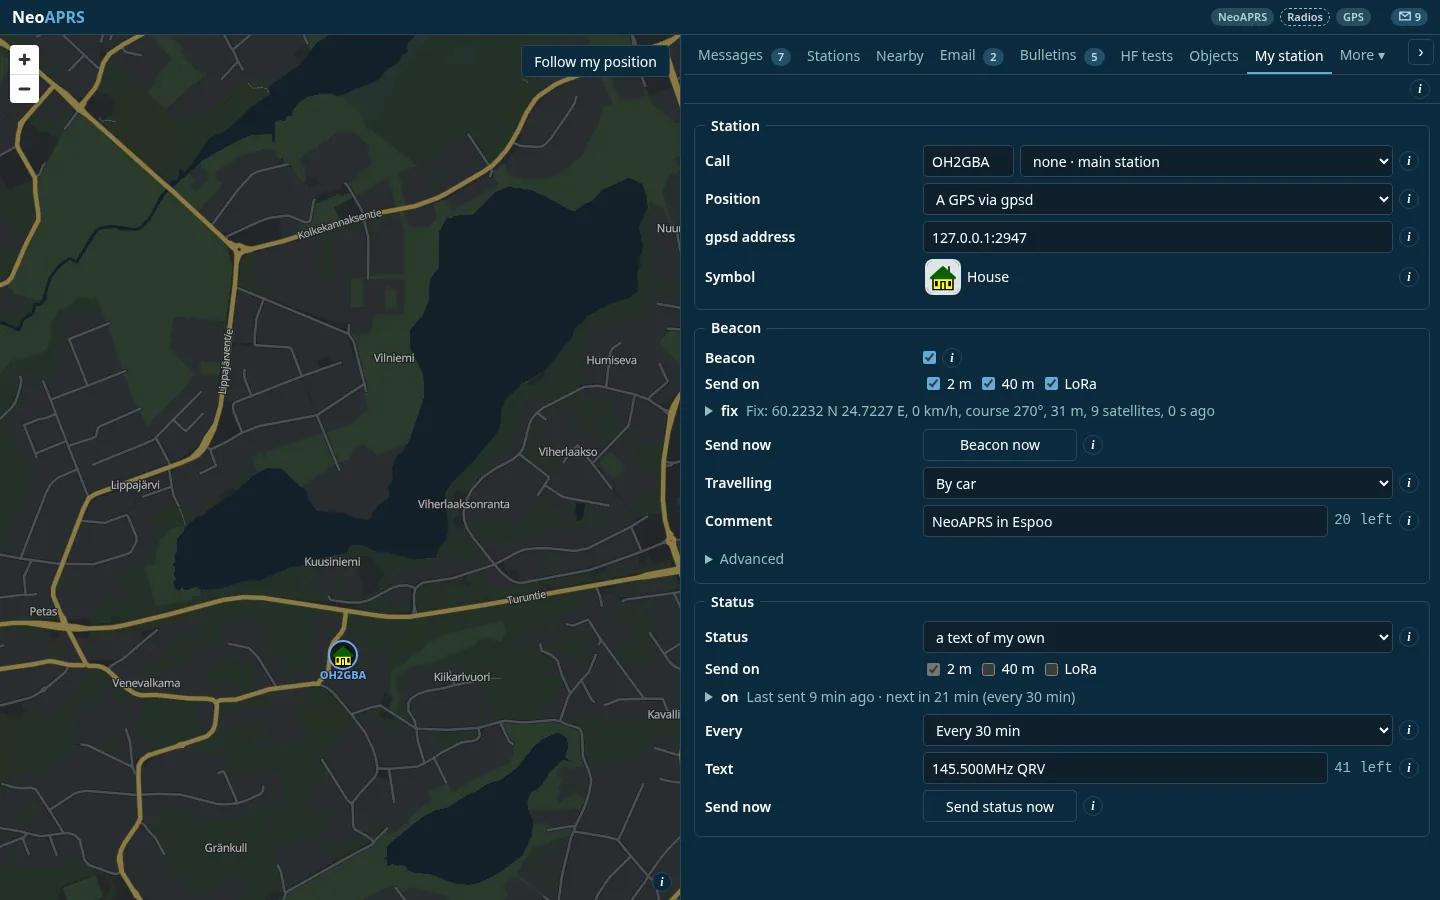 NeoAPRS
NeoAPRS Radios GPS 9
+
−
Follow my position
Messages 7 Stations Nearby Email 2 Bulletins 5 HF tests Objects My station More ▾ ›
i
Station
Call OH2GBA none · main station i
Position A GPS via gpsd i
gpsd address 127.0.0.1:2947 i
Symbol House i
Beacon
Beacon i
Send on 2 m 40 m LoRa
▶ fix Fix: 60.2232 N 24.7227 E, 0 km/h, course 270°, 31 m, 9 satellites, 0 s ago
Send now Beacon now i
Travelling By car i
Comment NeoAPRS in Espoo 20 left i
▶ Advanced
Status
Status a text of my own i
Send on 2 m 40 m LoRa
▶ on Last sent 9 min ago · next in 21 min (every 30 min)
Every Every 30 min i
Text 145.500MHz QRV 41 left i
Send now Send status now i
Kolkekannaksentie
Nuu
Lippajärventie
Vilniemi
Humiseva
Viherlaakso
Lippajärvi
Viherlaaksonranta
Kuusiniemi
Turuntie
Petas
OH2GBA
Venevalkama
Kiikarivuori
Kavalli
Gränkull
i